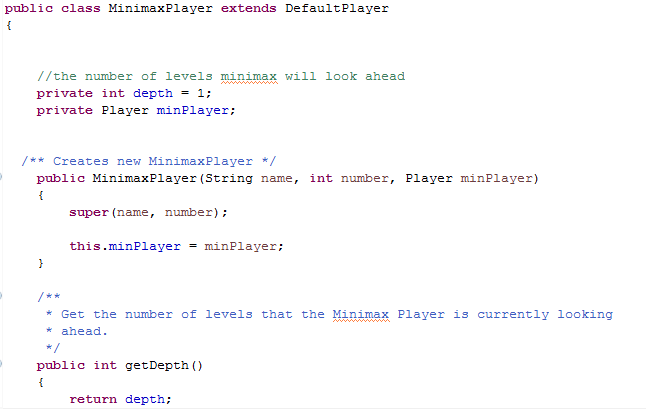 public class MinimaxPlayer extends DefaultPlayer
{
//the number of levels minimax will look ahead
private int depth = 1;
private Player minPlayer;
/** Creates new MinimaxPlayer */
public MinimaxPlayer(String name, int number, Player minPlayer)
{
super(name, number);
this.minPlayer = minPlayer;
}
/**
* Get the number of levels that the Minimax Player is currently looking
* ahead.
*/
public int getDepth()
{
return depth;